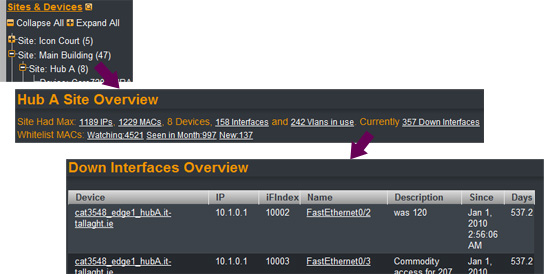 Sites & Devices
Collapse All Expand All
Site: Icon Court (5)
Site: Main Building (47)
Site: Hub A (8)
Hub A Site Overview
Site Had Max: 1189 IPs, 1229 MACs, 8 Devices, 158 Interfaces and 242 Vlans in use. Currently 357 Down Interfaces
Whitelist MACs: Watching:4521 Seen in Month:997 New:137
Down Interfaces Overview
Device IP ifIndex Name Description Since Days
cat3548_edge1_hubA.it- 10.1.0.1 10002 FastEthernet0/2 was 120 Jan 1, 537.2
tallaght.ie 2010
2:56:06
AM
cat3548_edge1_hubA.it- 10.1.0.1 10003 FastEthernet0/3 Commodity Jan 1, 537.2
tallaght.ie access for 207 2010